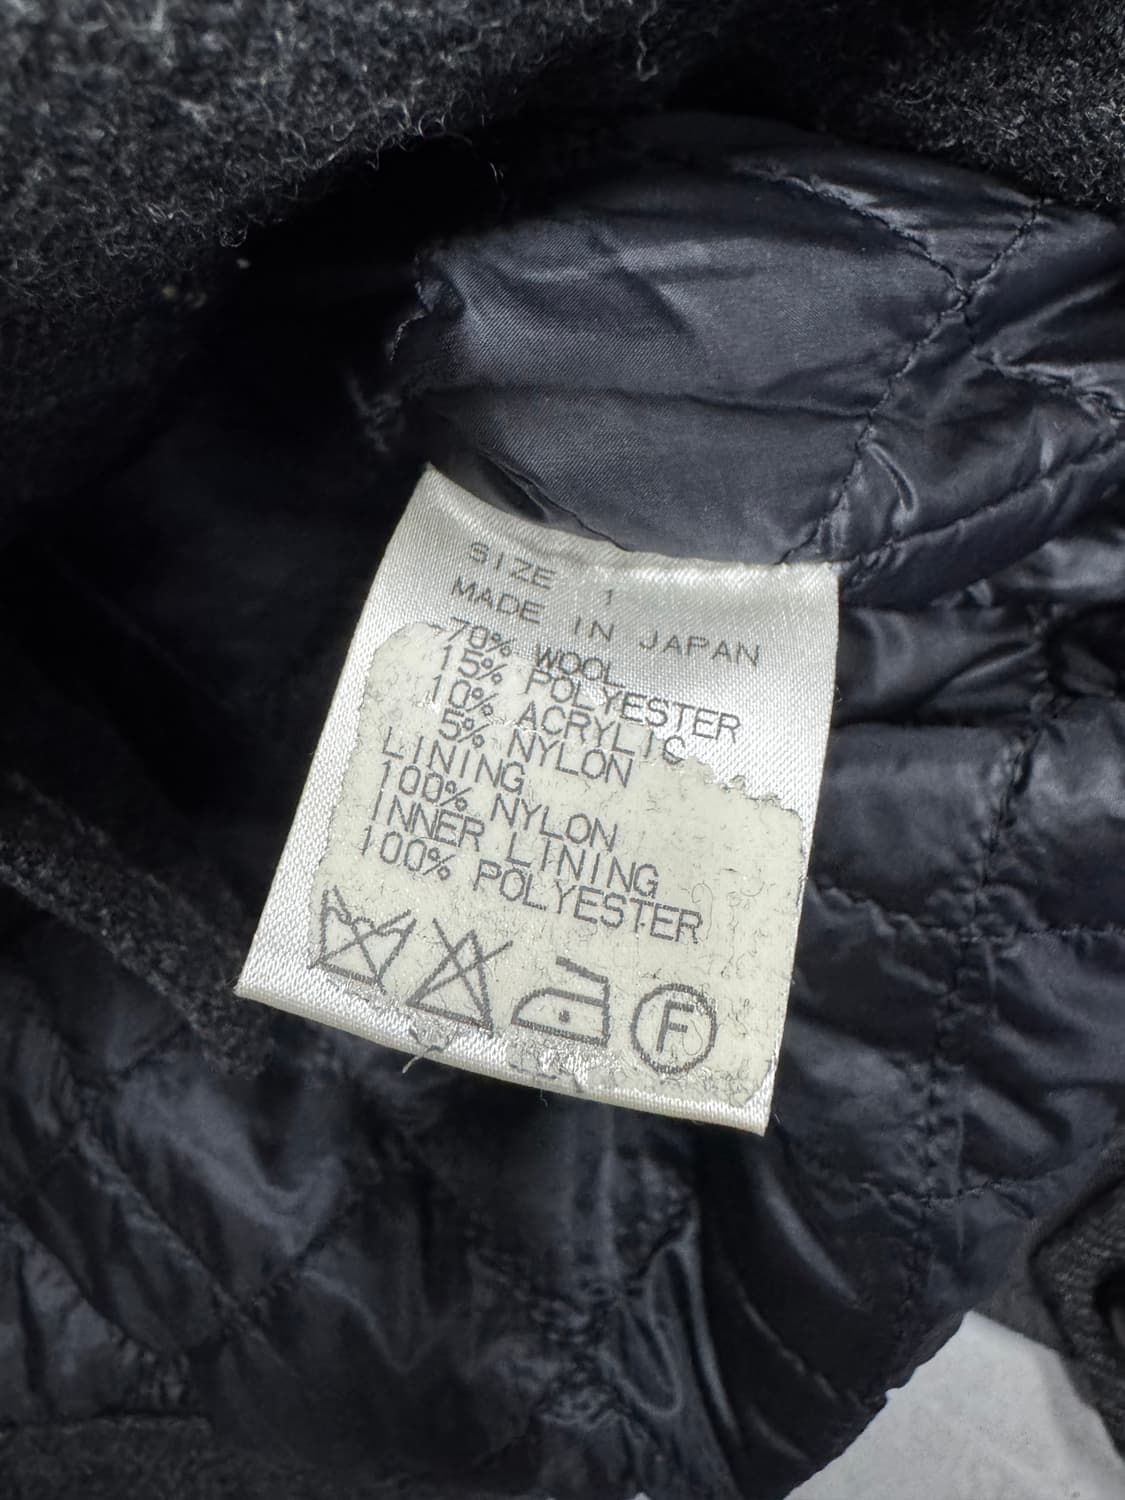 SIZE 1
MADE IN JAPAN
70% WOOL
15% POLYESTER
10% ACRYLIC
5% NYLON
LINING
100% NYLON
INNER LINING
100% POLYESTER
F